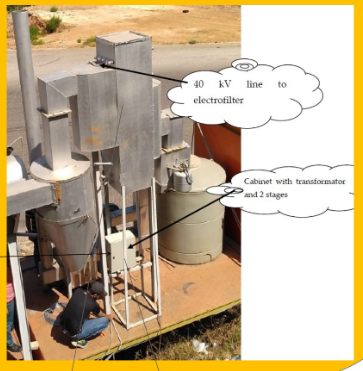 40 kV line to
electrofilter
Cabinet with transformator
and 2 stages